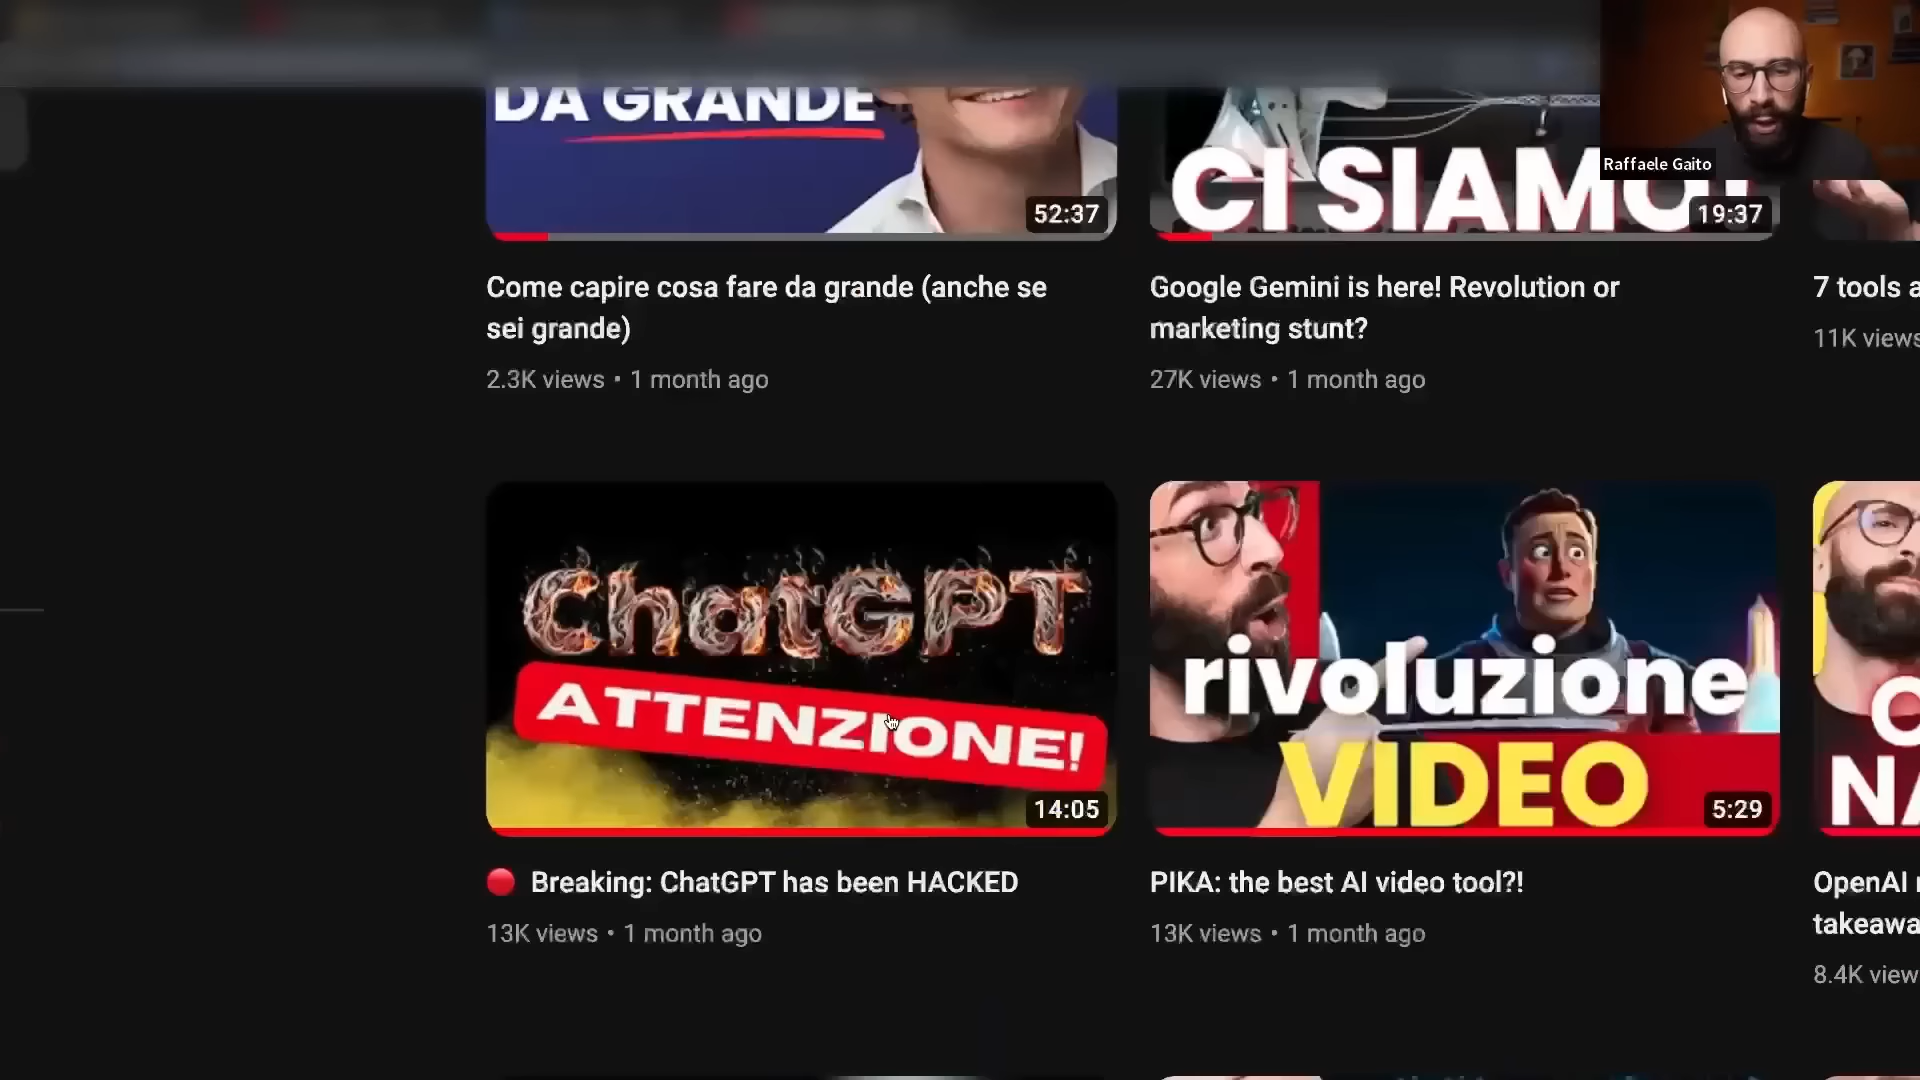 DA GRANDE
CI SIAMO!
Raffaele Gaito
52:37
19:37
Come capire cosa fare da grande (anche se
sei grande)
2.3K views • 1 month ago
Google Gemini is here! Revolution or
marketing stunt?
27K views • 1 month ago
7 tools a
11K views
ChatGPT
ATTENZIONE!
14:05
rivoluzione
VIDEO
5:29
NA
Breaking: ChatGPT has been HACKED
13K views • 1 month ago
PIKA: the best AI video tool?!
13K views • 1 month ago
OpenAI
takeawa
8.4K view